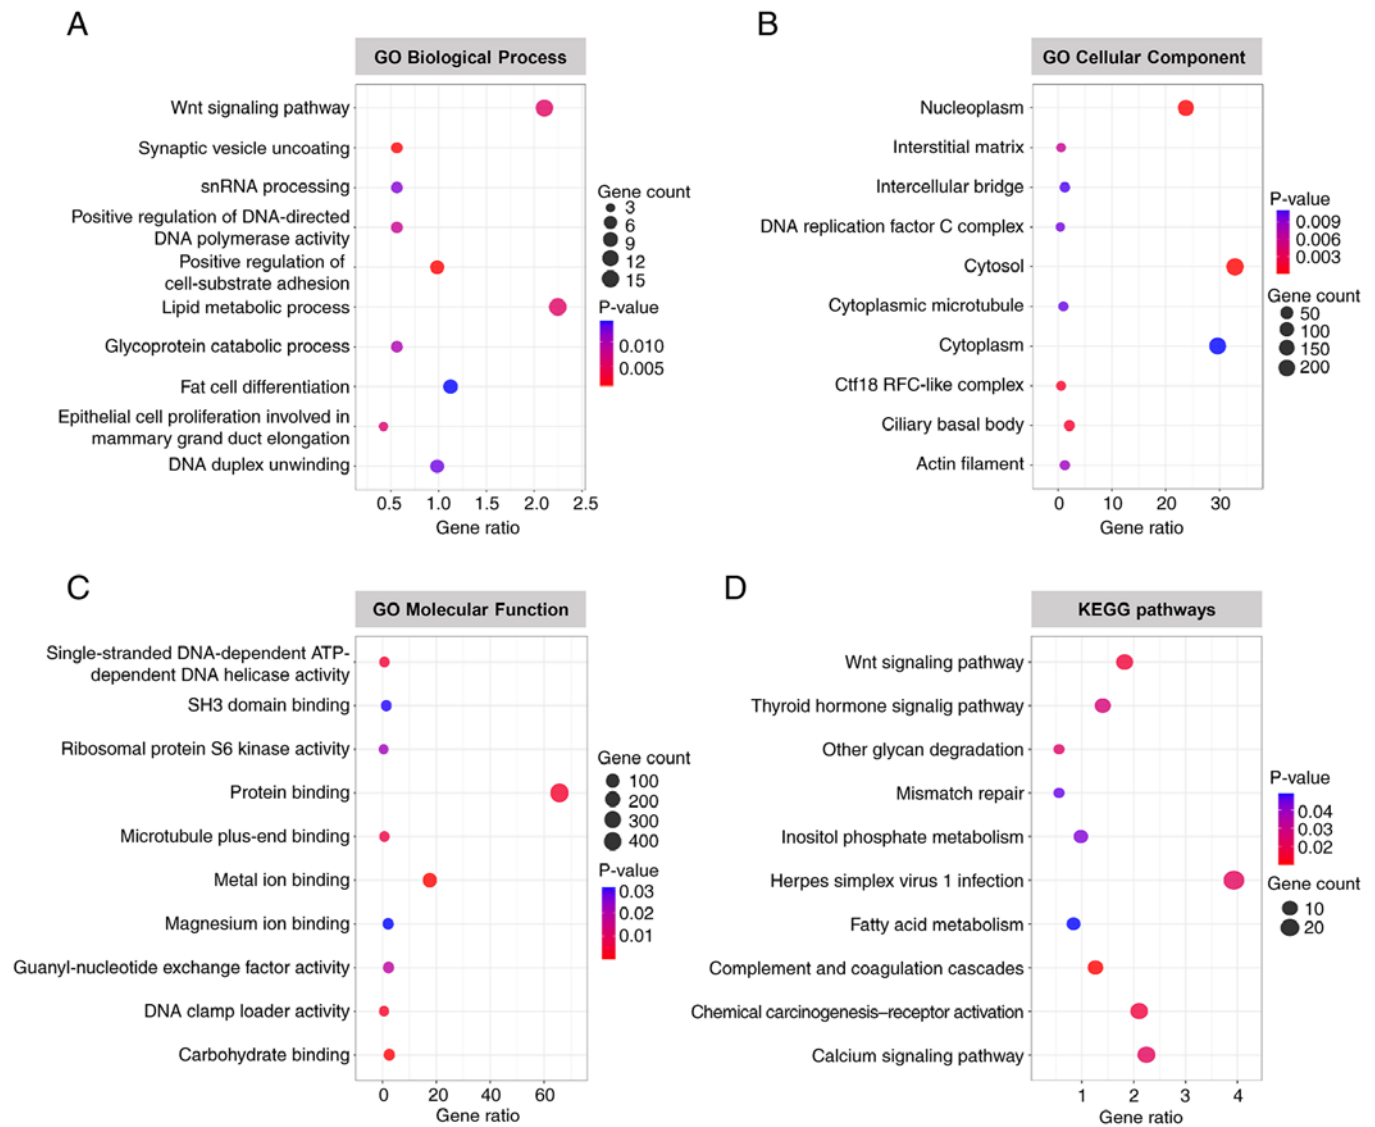 A
GO Biological Process
Wnt signaling pathway
Synaptic vesicle uncoating
snRNA processing
Positive regulation of DNA-directed
DNA polymerase activity
Positive regulation of
cell-substrate adhesion
Lipid metabolic process
Glycoprotein catabolic process
Fat cell differentiation
Epithelial cell proliferation involved in
mammary grand duct elongation
DNA duplex unwinding
0.5 1.0 1.5 2.0 2.5
Gene ratio
Gene count
3
6
9
12
15
P-value
0.010
0.005
B
GO Cellular Component
Nucleoplasm
Interstitial matrix
Intercellular bridge
DNA replication factor C complex
Cytosol
Cytoplasmic microtubule
Cytoplasm
Ctf18 RFC-like complex
Ciliary basal body
Actin filament
0 10 20 30
Gene ratio
P-value
0.009
0.006
0.003
Gene count
50
100
150
200
C
GO Molecular Function
Single-stranded DNA-dependent ATP-
dependent DNA helicase activity
SH3 domain binding
Ribosomal protein S6 kinase activity
Protein binding
Microtubule plus-end binding
Metal ion binding
Magnesium ion binding
Guanyl-nucleotide exchange factor activity
DNA clamp loader activity
Carbohydrate binding
0 20 40 60
Gene ratio
Gene count
100
200
300
400
P-value
0.03
0.02
0.01
D
KEGG pathways
Wnt signaling pathway
Thyroid hormone signalig pathway
Other glycan degradation
Mismatch repair
Inositol phosphate metabolism
Herpes simplex virus 1 infection
Fatty acid metabolism
Complement and coagulation cascades
Chemical carcinogenesis–receptor activation
Calcium signaling pathway
1 2 3 4
Gene ratio
P-value
0.04
0.03
0.02
Gene count
10
20